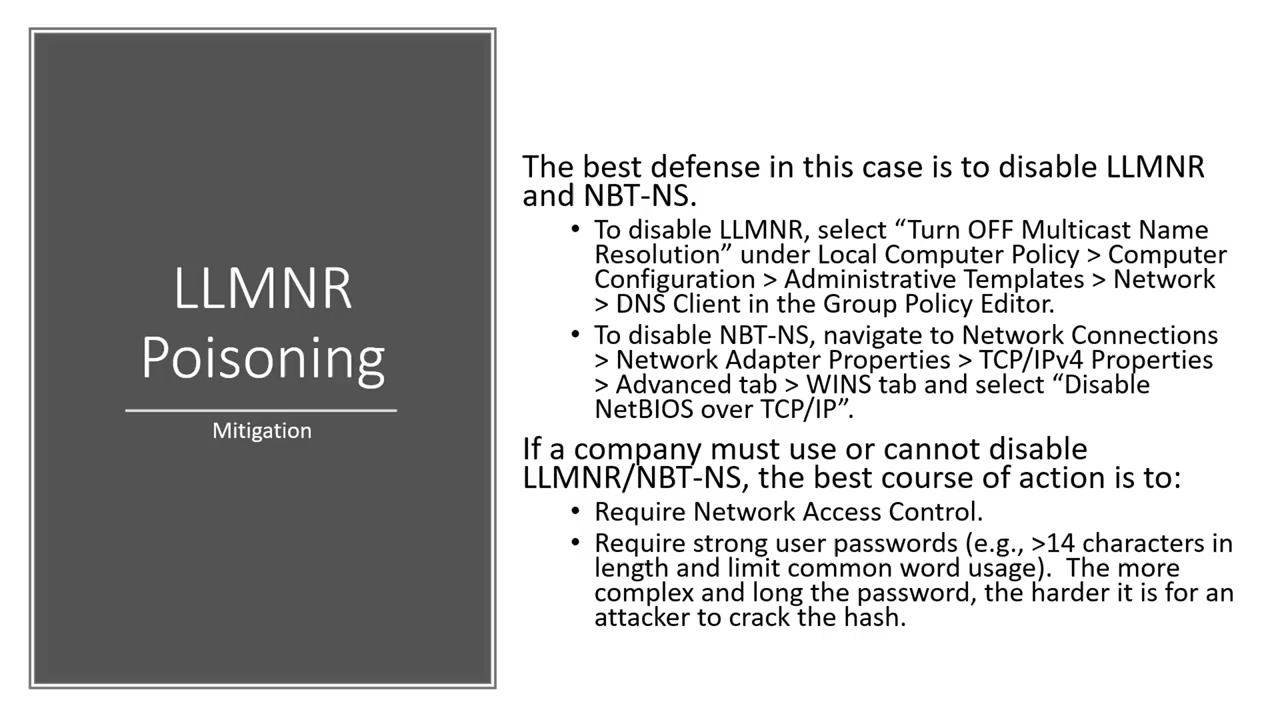 LLMNR
Poisoning
Mitigation
The best defense in this case is to disable LLMNR
and NBT-NS.
• To disable LLMNR, select “Turn OFF Multicast Name
Resolution” under Local Computer Policy > Computer
Configuration > Administrative Templates > Network
> DNS Client in the Group Policy Editor.
• To disable NBT-NS, navigate to Network Connections
> Network Adapter Properties > TCP/IPv4 Properties
> Advanced tab > WINS tab and select “Disable
NetBIOS over TCP/IP”.
If a company must use or cannot disable
LLMNR/NBT-NS, the best course of action is to:
• Require Network Access Control.
• Require strong user passwords (e.g., >14 characters in
length and limit common word usage).  The more
complex and long the password, the harder it is for an
attacker to crack the hash.